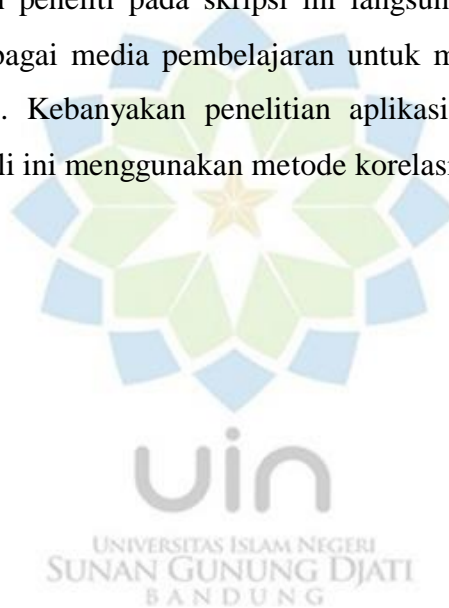 peneliti pada skripsi ini langsun
bagai media pembelajaran untuk m
. Kebanyakan penelitian aplikasi
li ini menggunakan metode korelas
uin
UNIVERSITAS ISLAM NEGERI
SUNAN GUNUNG DJATI
BANDUNG